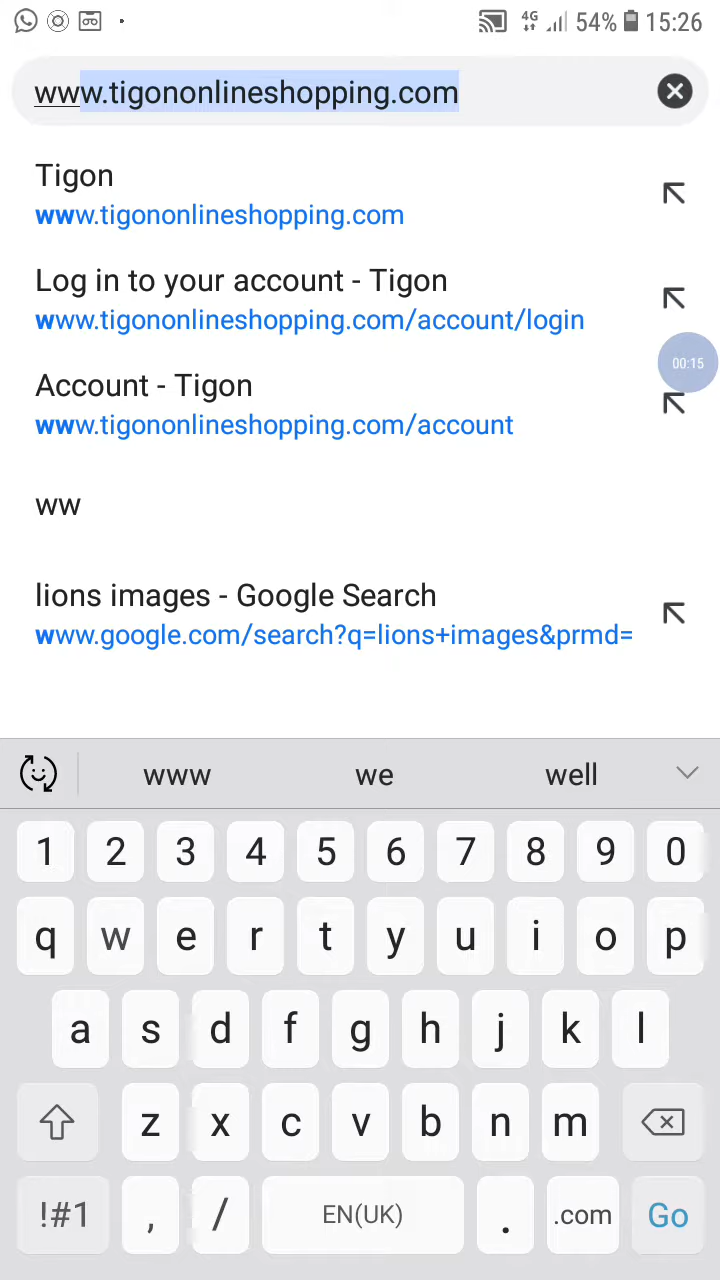 4G 54% 15:26
www.tigononlineshopping.com
Tigon
www.tigononlineshopping.com
Log in to your account - Tigon
www.tigononlineshopping.com/account/login
00:15
Account - Tigon
www.tigononlineshopping.com/account
ww
lions images - Google Search
www.google.com/search?q=lions+images&prmd=
www we well
1 2 3 4 5 6 7 8 9 0
q w e r t y u i o p
a s d f g h j k l
z x c v b n m
!#1 , / EN(UK) . .com Go